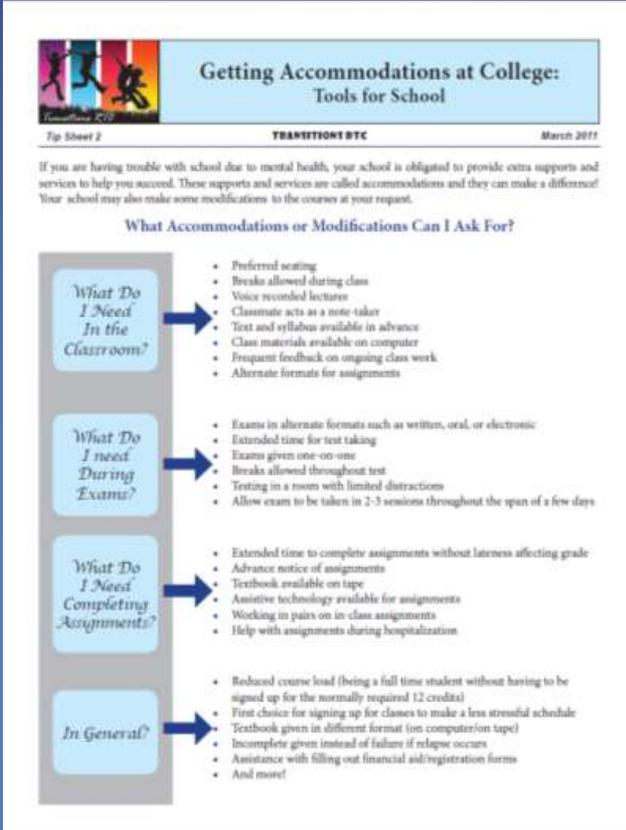 Transitions RTC
Getting Accommodations at College:
Tools for School
Tip Sheet 2
TRANSITIONS RTC
March 2011
If you are having trouble with school due to mental health, your school is obligated to provide extra supports and
services to help you succeed. These supports and services are called accommodations and they can make a difference!
Your school may also make some modifications to the courses at your request.
What Accommodations or Modifications Can I Ask For?
What Do
I Need
In the
Classroom?
• Preferred seating
• Breaks allowed during class
• Voice recorded lectures
• Classmate acts as a note-taker
• Text and syllabus available in advance
• Class materials available on computer
• Frequent feedback on ongoing class work
• Alternate formats for assignments
What Do
I need
During
Exams?
• Exams in alternate formats such as written, oral, or electronic
• Extended time for test taking
• Exams given one-on-one
• Breaks allowed throughout test
• Testing in a room with limited distractions
• Allow exam to be taken in 2-3 sessions throughout the span of a few days
What Do
I Need
Completing
Assignments?
• Extended time to complete assignments without lateness affecting grade
• Advance notice of assignments
• Textbook available on tape
• Assistive technology available for assignments
• Working in pairs on in-class assignments
• Help with assignments during hospitalization
In General?
• Reduced course load (being a full time student without having to be
signed up for the normally required 12 credits)
• First choice for signing up for classes to make a less stressful schedule
• Textbook given in different format (on computer/on tape)
• Incomplete given instead of failure if relapse occurs
• Assistance with filling out financial aid/registration forms
• And more!